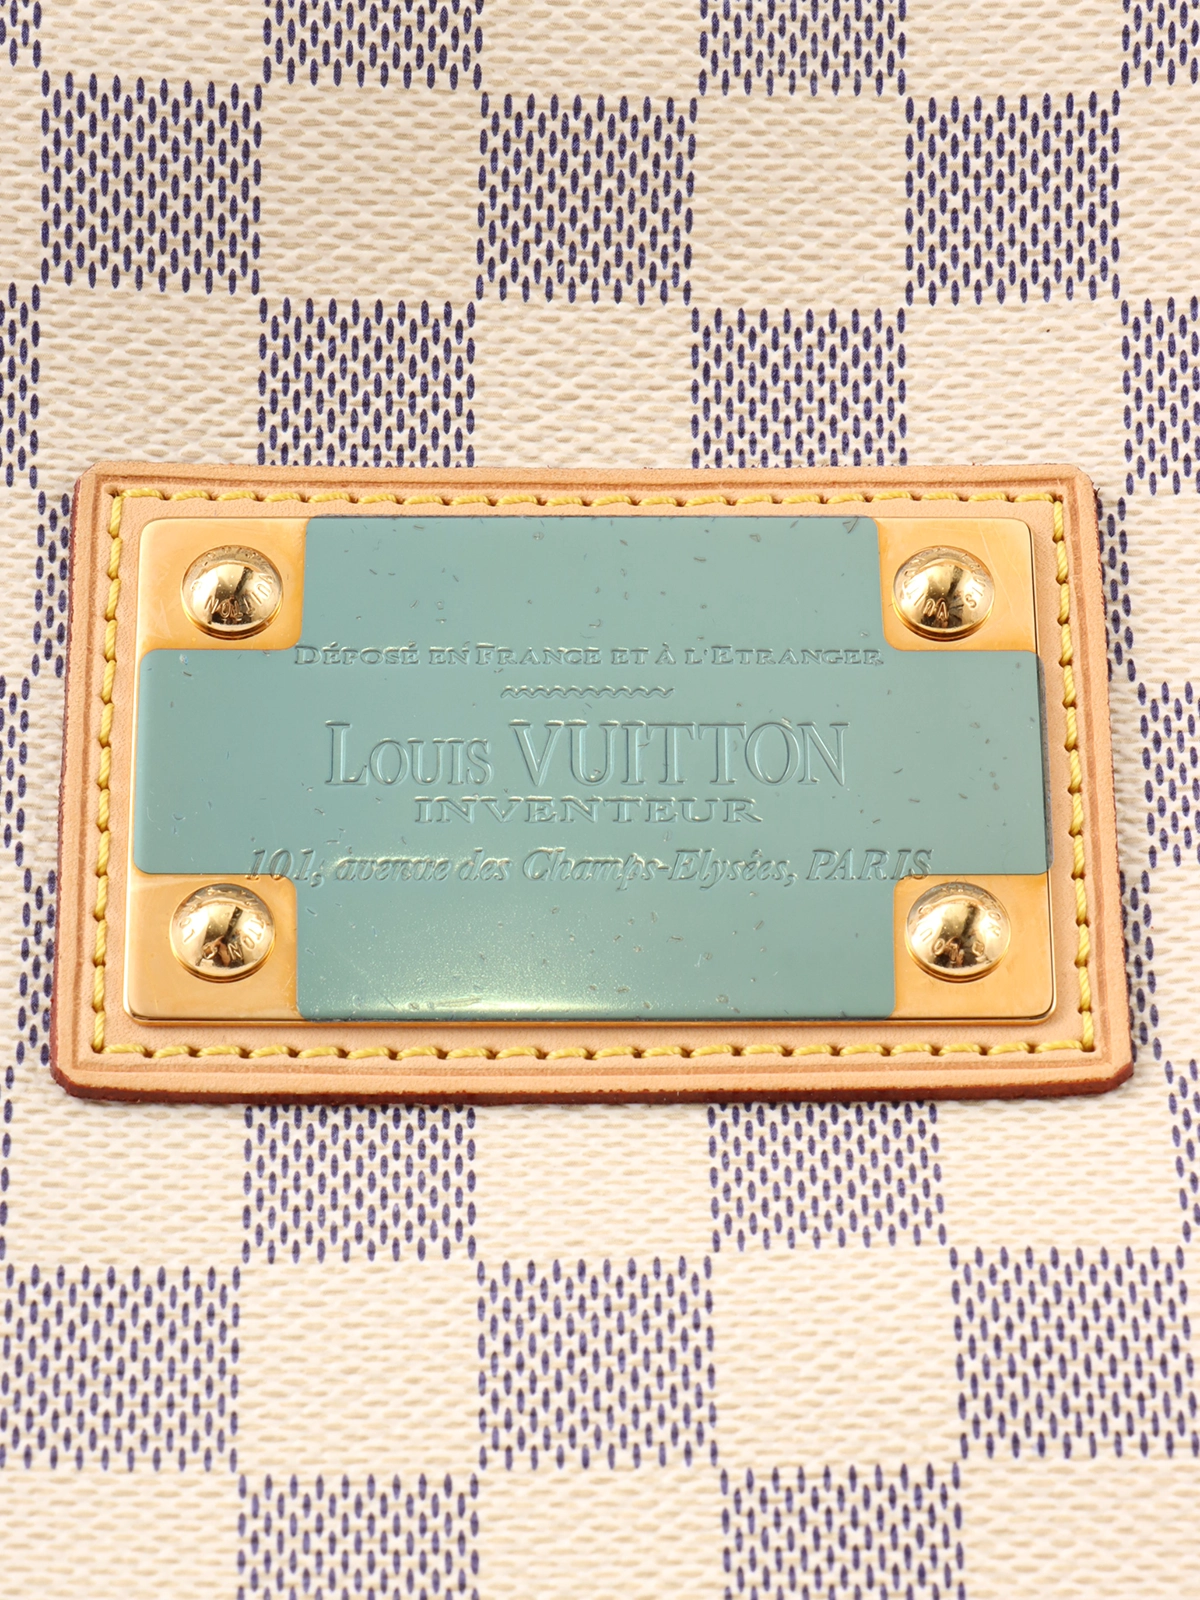 DÉPOSÉ EN FRANCE ET À L'ETRANGER
LOUIS VUITTON
INVENTEUR
101, avenue des Champs-Elysées, PARIS